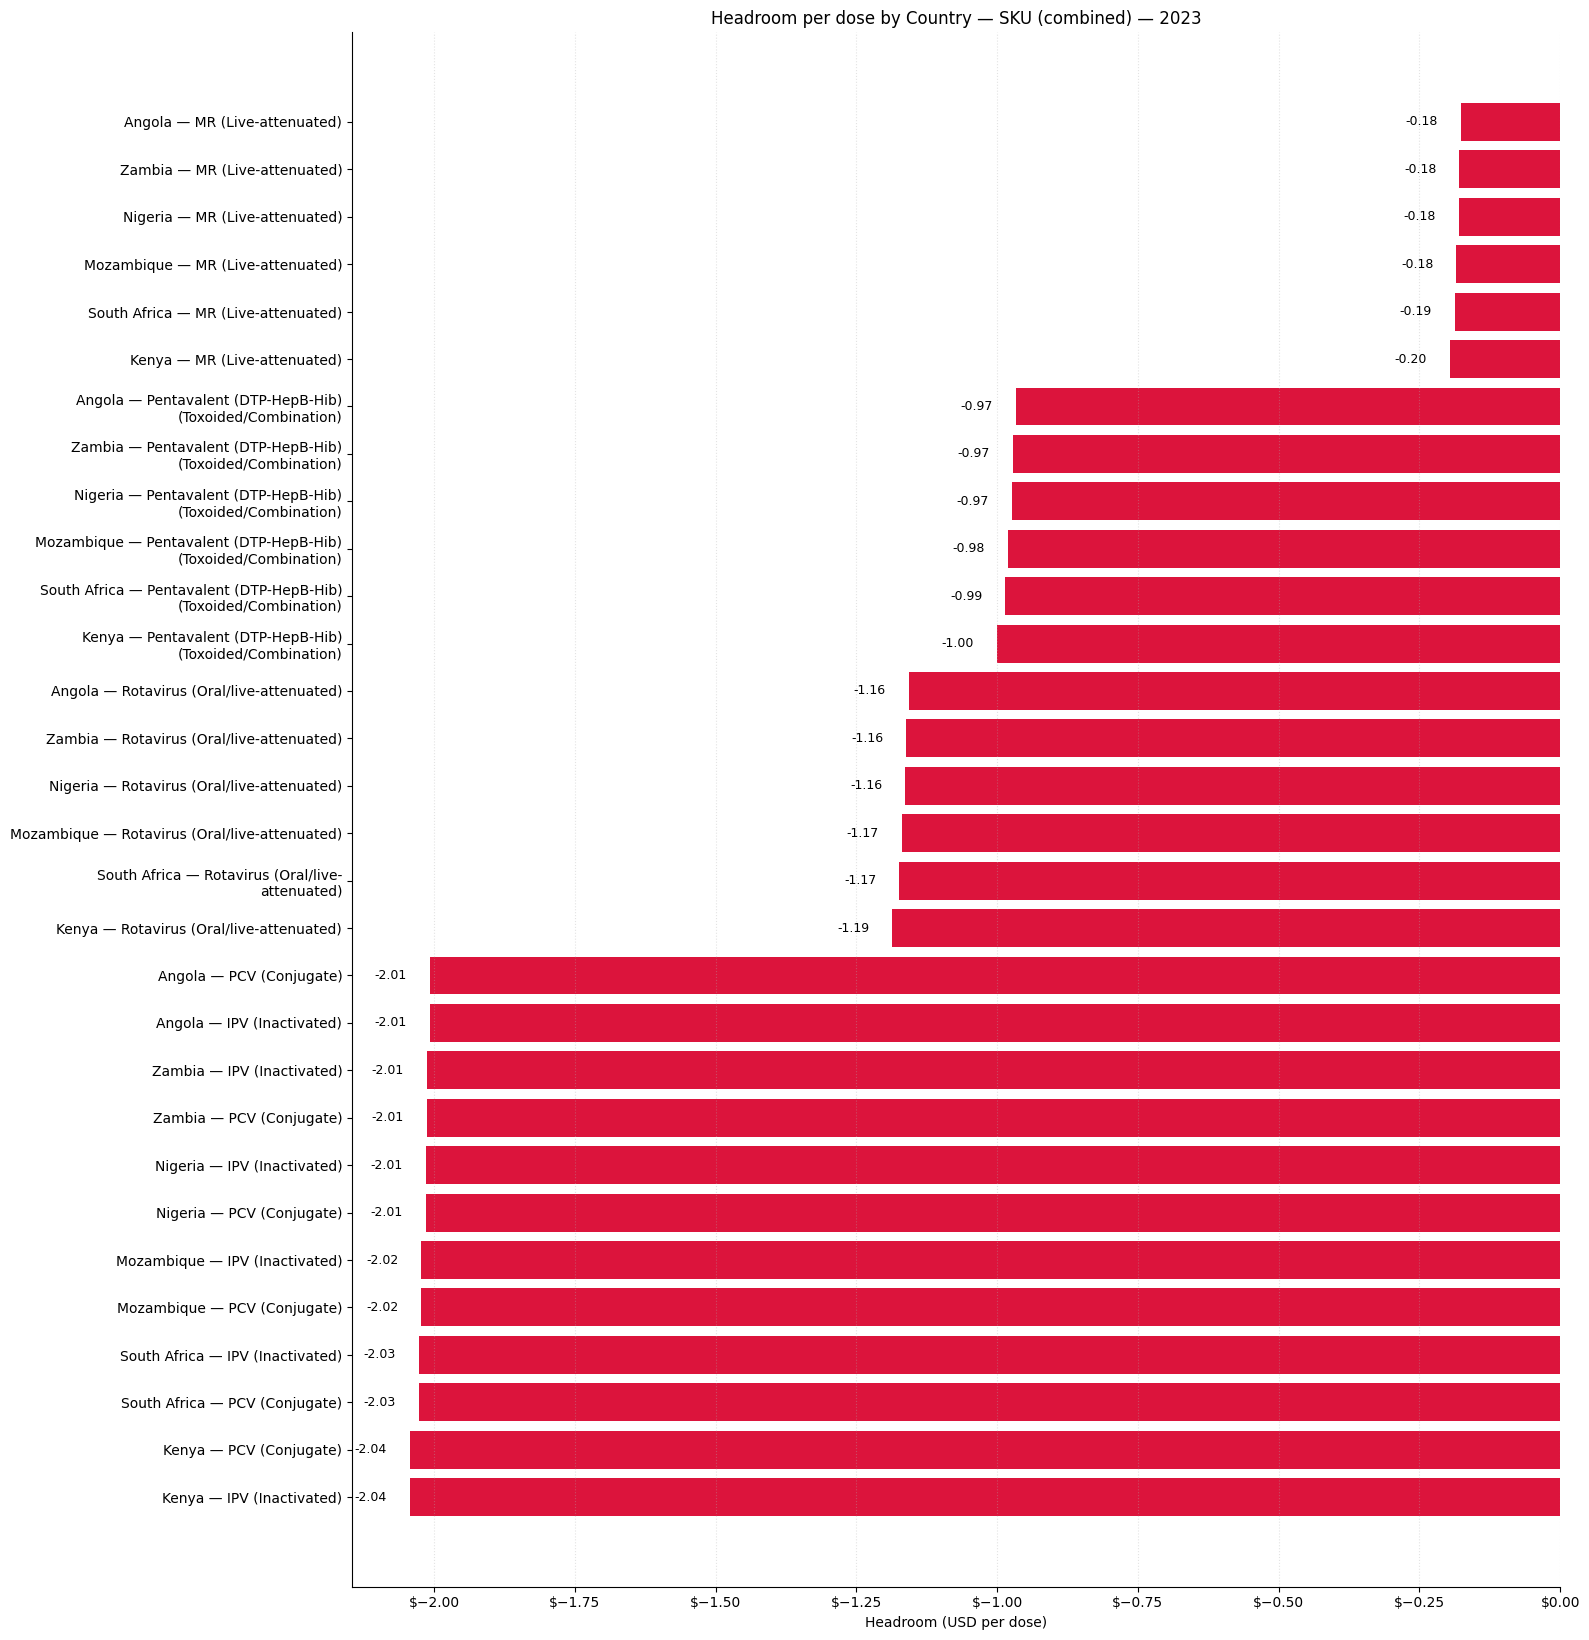 Headroom per dose by Country — SKU (combined) — 2023
Angola — MR (Live-attenuated)
-0.18
Zambia — MR (Live-attenuated)
-0.18
Nigeria — MR (Live-attenuated)
-0.18
Mozambique — MR (Live-attenuated)
-0.18
South Africa — MR (Live-attenuated)
-0.19
Kenya — MR (Live-attenuated)
-0.20
Angola — Pentavalent (DTP-HepB-Hib)
(Toxoided/Combination)
-0.97
Zambia — Pentavalent (DTP-HepB-Hib)
(Toxoided/Combination)
-0.97
Nigeria — Pentavalent (DTP-HepB-Hib)
(Toxoided/Combination)
-0.97
Mozambique — Pentavalent (DTP-HepB-Hib)
(Toxoided/Combination)
-0.98
South Africa — Pentavalent (DTP-HepB-Hib)
(Toxoided/Combination)
-0.99
Kenya — Pentavalent (DTP-HepB-Hib)
(Toxoided/Combination)
-1.00
Angola — Rotavirus (Oral/live-attenuated)
-1.16
Zambia — Rotavirus (Oral/live-attenuated)
-1.16
Nigeria — Rotavirus (Oral/live-attenuated)
-1.16
Mozambique — Rotavirus (Oral/live-attenuated)
-1.17
South Africa — Rotavirus (Oral/live-
attenuated)
-1.17
Kenya — Rotavirus (Oral/live-attenuated)
-1.19
Angola — PCV (Conjugate)
-2.01
Angola — IPV (Inactivated)
-2.01
Zambia — IPV (Inactivated)
-2.01
Zambia — PCV (Conjugate)
-2.01
Nigeria — IPV (Inactivated)
-2.01
Nigeria — PCV (Conjugate)
-2.01
Mozambique — IPV (Inactivated)
-2.02
Mozambique — PCV (Conjugate)
-2.02
South Africa — IPV (Inactivated)
-2.03
South Africa — PCV (Conjugate)
-2.03
Kenya — PCV (Conjugate)
-2.04
Kenya — IPV (Inactivated)
-2.04
$−2.00 $−1.75 $−1.50 $−1.25 $−1.00 $−0.75 $−0.50 $−0.25 $0.00
Headroom (USD per dose)